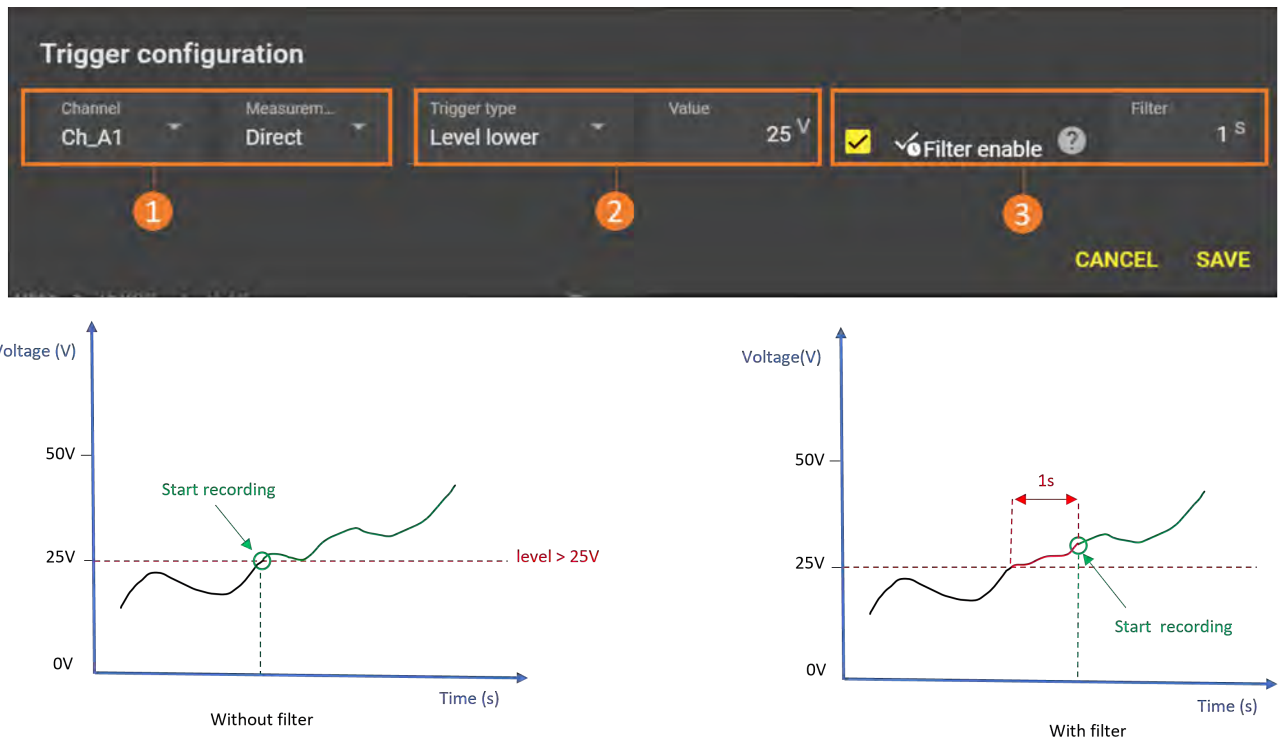 Trigger configuration
Channel
Measurem...
Trigger type
Value
Filter
Ch_A1
Direct
Level lower
25 V
Filter enable
?
1 s
1
2
3
CANCEL
SAVE
Voltage (V)
50V
Start recording
25V
level > 25V
0V
Time (s)
Without filter
Voltage(V)
50V
1s
25V
Start recording
0V
Time (s)
With filter